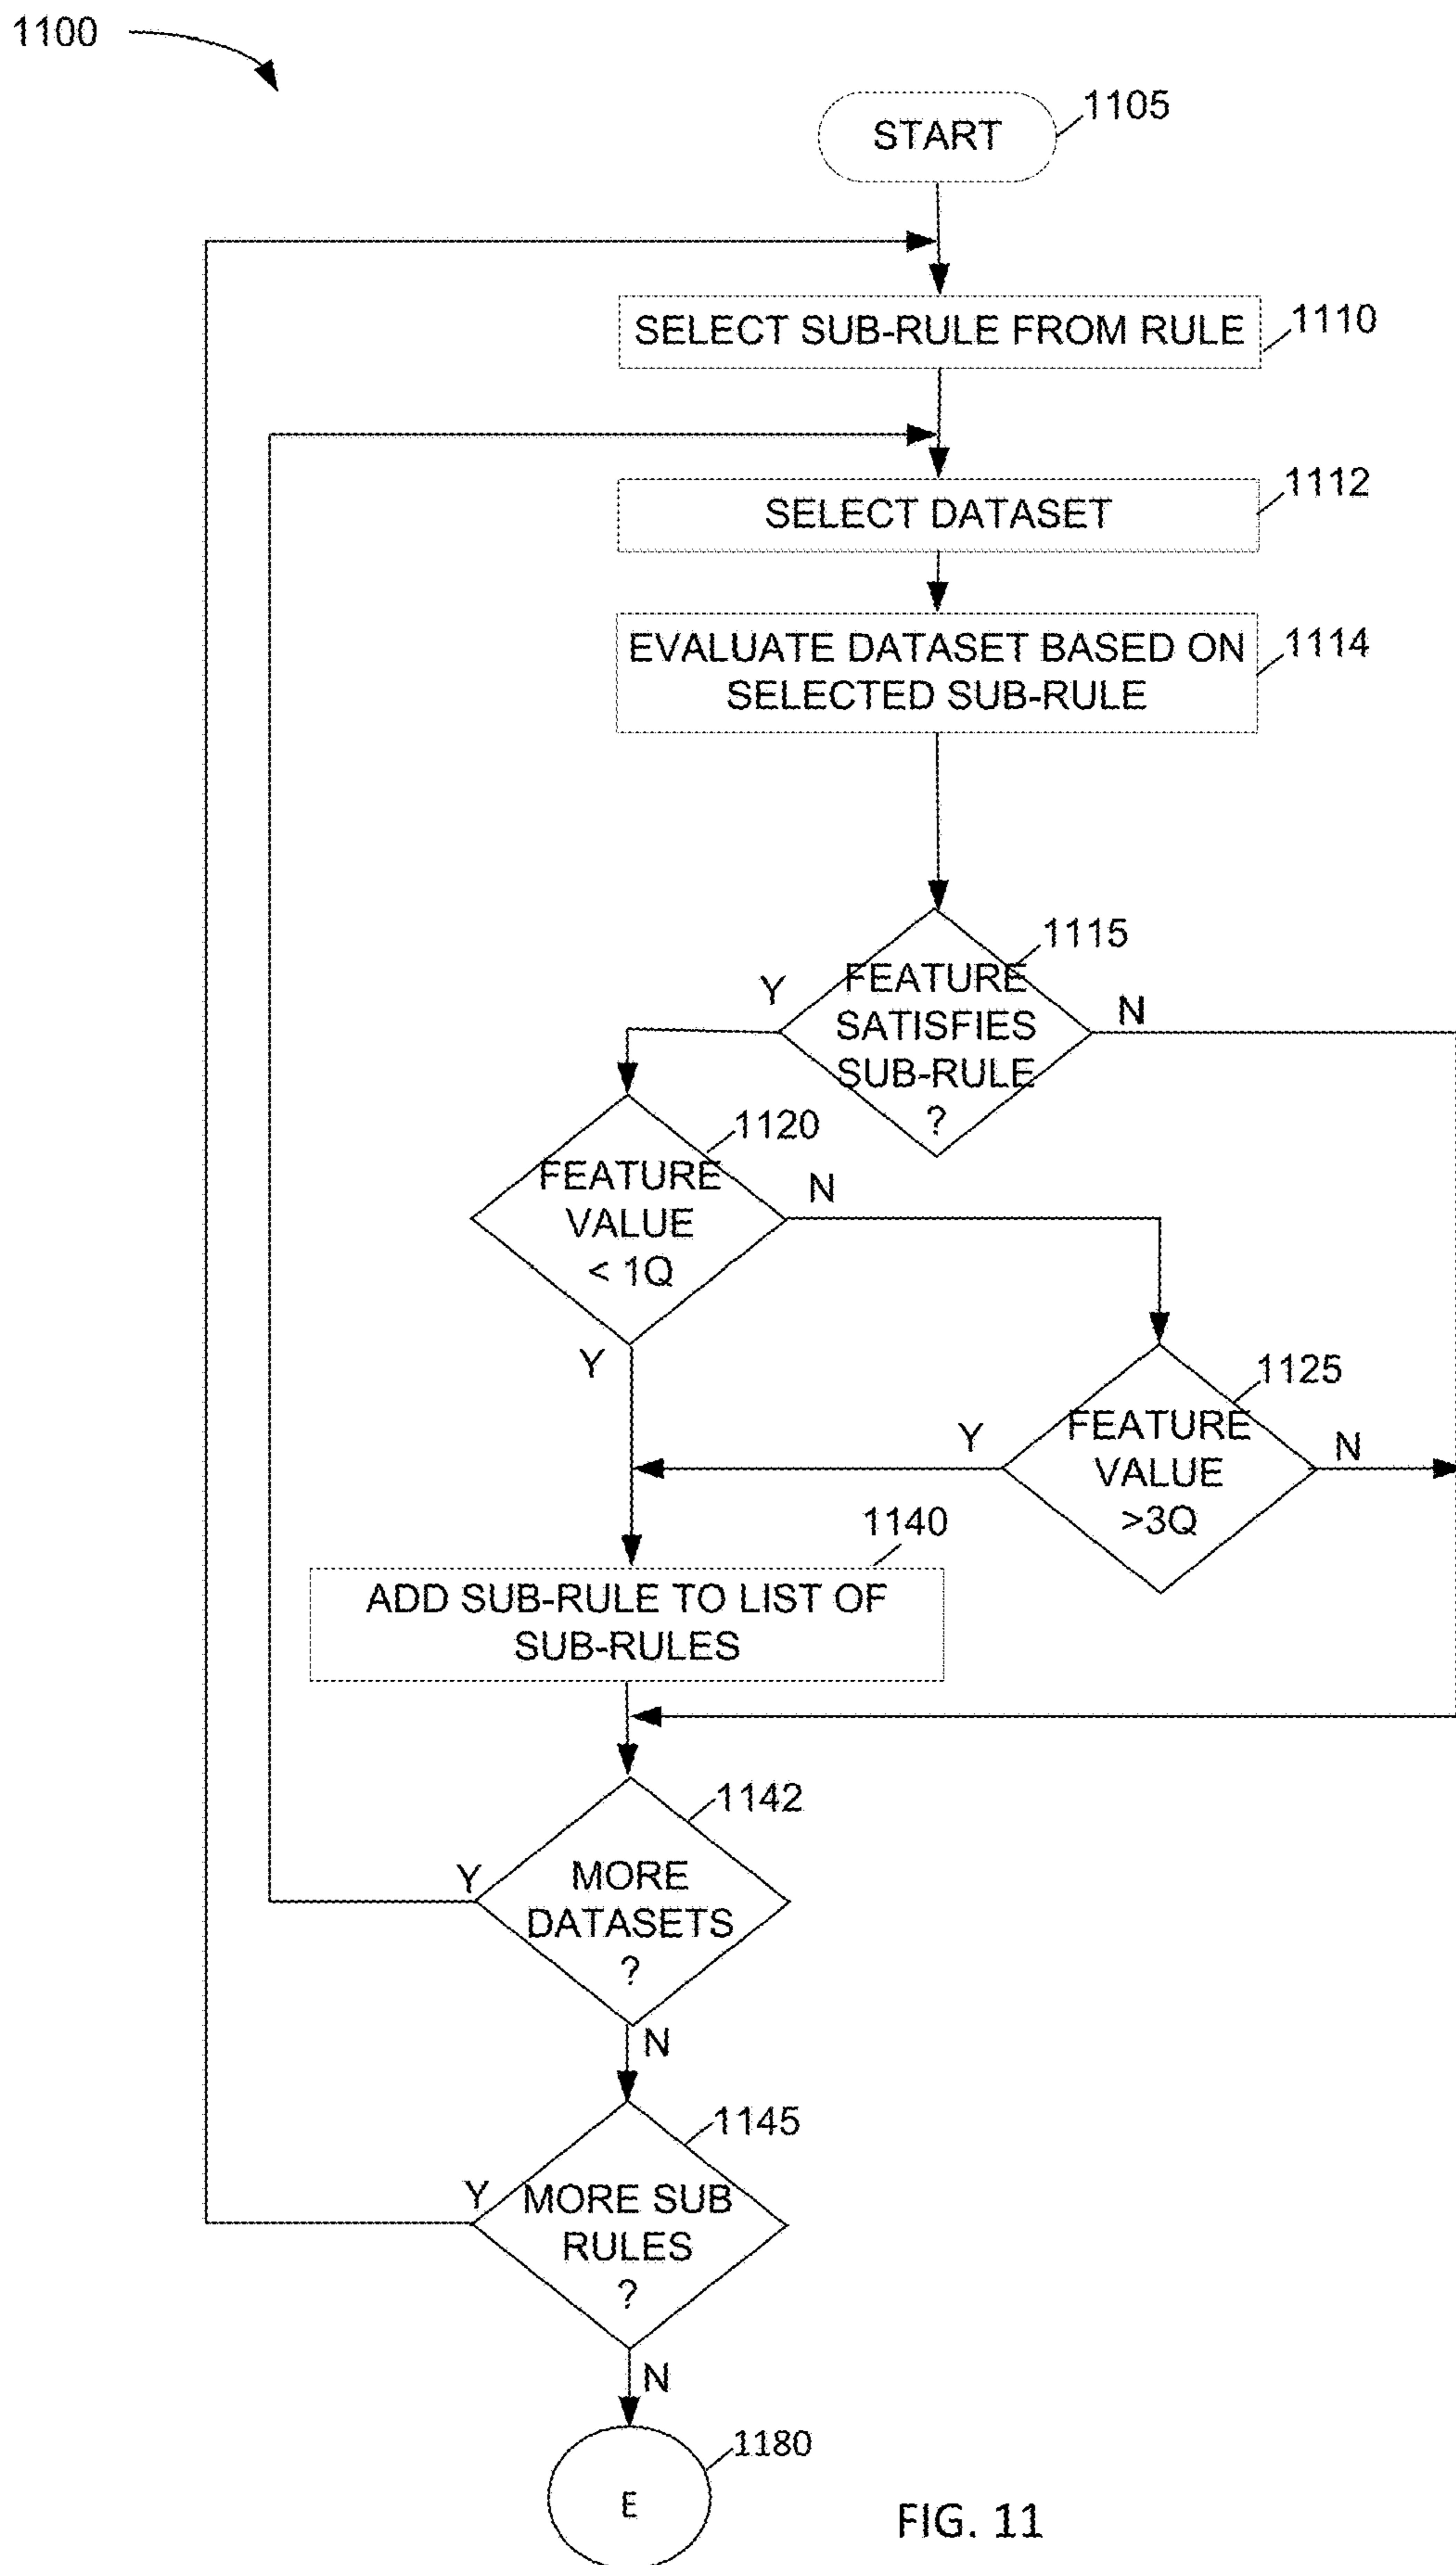 1100
START
1105
SELECT SUB-RULE FROM RULE
1110
SELECT DATASET
1112
EVALUATE DATASET BASED ON
SELECTED SUB-RULE
1114
1115
FEATURE
SATISFIES
SUB-RULE
?
Y
N
1120
FEATURE
VALUE
< 1Q
N
Y
1125
FEATURE
VALUE
>3Q
Y
N
1140
ADD SUB-RULE TO LIST OF
SUB-RULES
1142
MORE
DATASETS
?
Y
N
1145
MORE SUB
RULES
?
Y
N
1180
E
FIG. 11